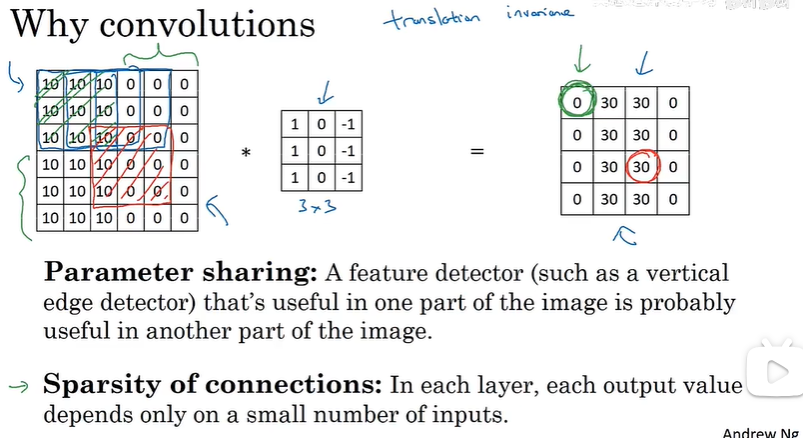 Why convolutions
translation invariance
10 10 10 0 0 0
10 10 10 0 0 0
10 10 10 0 0 0
10 10 10 0 0 0
10 10 10 0 0 0
10 10 10 0 0 0
*
1 0 -1
1 0 -1
1 0 -1
3×3
=
0 30 30 0
0 30 30 0
0 30 30 0
0 30 30 0
Parameter sharing: A feature detector (such as a vertical
edge detector) that's useful in one part of the image is probably
useful in another part of the image.
→ Sparsity of connections: In each layer, each output value
depends only on a small number of inputs.
Andrew Ng